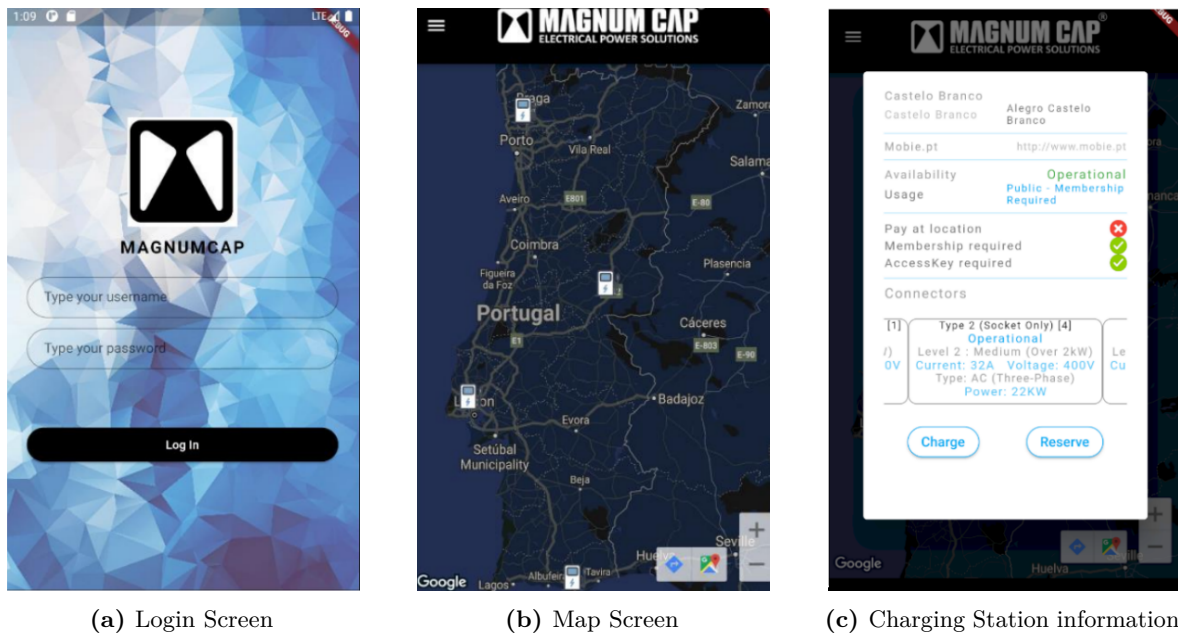 1:09
LTE
DEBUG
MAGNUMCAP
Type your username
Type your password
Log In
(a) Login Screen
MAGNUM CAP
ELECTRICAL POWER SOLUTIONS
Braga
Zamor
Porto
Vila Real
Salama
Aveiro
E801
E-80
Coimbra
Figueira
da Foz
Plasencia
Portugal
Cáceres
E1
E-803
E-90
Badajoz
Evora
Setúbal
Municipality
Beja
Seville
Huelva
Albufeira
Tavira
Lagos
Google
+
−
(b) Map Screen
MAGNUM CAP®
ELECTRICAL POWER SOLUTIONS
Castelo Branco
Castelo Branco
Alegro Castelo
Branco
Mobie.pt
http://www.mobie.pt
Availability
Operational
Usage
Public - Membership
Required
Pay at location
Membership required
AccessKey required
Connectors
[1]
Type 2 (Socket Only) [4]
Operational
Level 2 : Medium (Over 2kW)
Le
0V
Current: 32A Voltage: 400V
Cu
Type: AC (Three-Phase)
Power: 22KW
Charge
Reserve
Google
Huelva
+
−
(c) Charging Station information